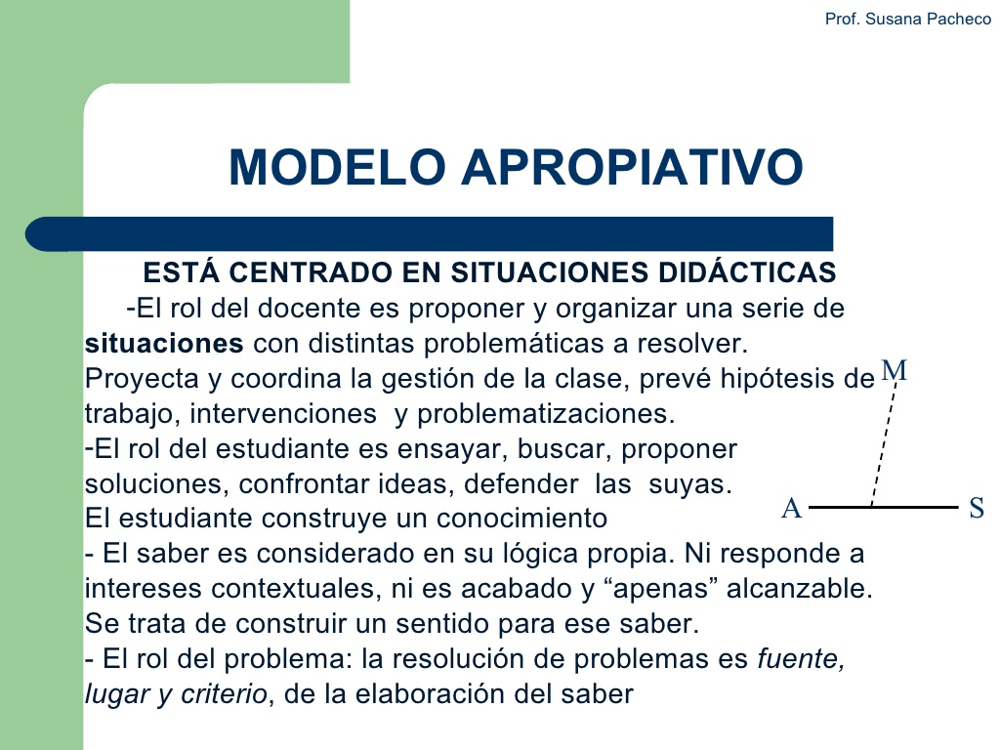 Prof. Susana Pacheco
MODELO APROPIATIVO
ESTÁ CENTRADO EN SITUACIONES DIDÁCTICAS
-El rol del docente es proponer y organizar una serie de
situaciones con distintas problemáticas a resolver.
Proyecta y coordina la gestión de la clase, prevé hipótesis de
trabajo, intervenciones  y problematizaciones.
-El rol del estudiante es ensayar, buscar, proponer
soluciones, confrontar ideas, defender  las  suyas.
El estudiante construye un conocimiento
- El saber es considerado en su lógica propia. Ni responde a
intereses contextuales, ni es acabado y “apenas” alcanzable.
Se trata de construir un sentido para ese saber.
- El rol del problema: la resolución de problemas es fuente,
lugar y criterio, de la elaboración del saber
M
A
S